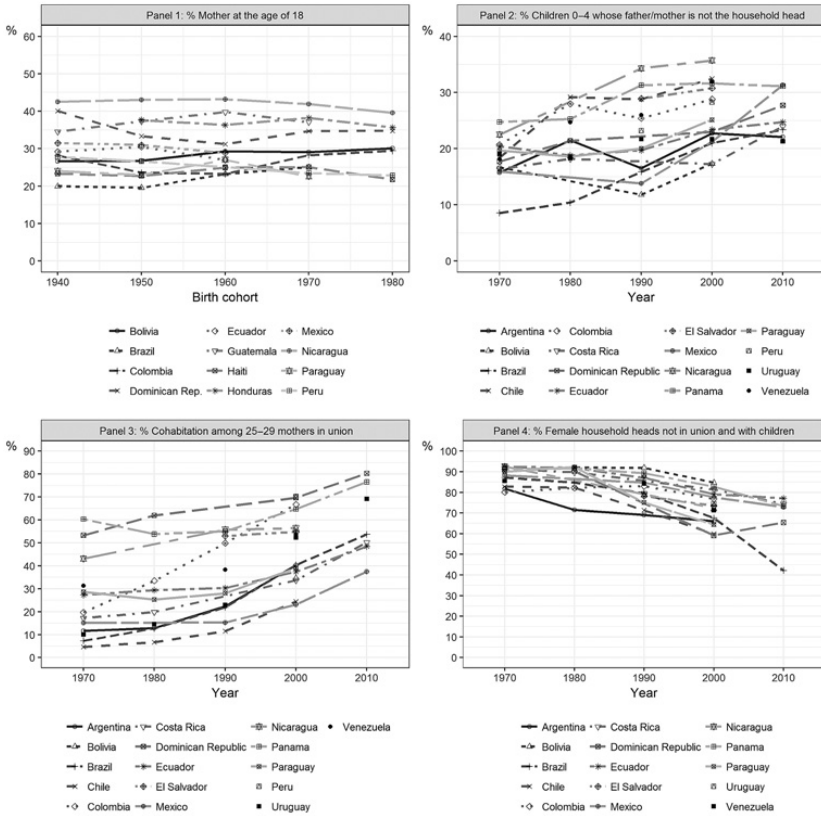 Panel 1: % Mother at the age of 18
%
60
50
40
30
20
10
0
1940 1950 1960 1970 1980
Birth cohort
Bolivia Ecuador Mexico
Brazil Guatemala Nicaragua
Colombia Haiti Paraguay
Dominican Rep. Honduras Peru
Panel 2: % Children 0–4 whose father/mother is not the household head
%
40
30
20
10
0
1970 1980 1990 2000 2010
Year
Argentina Colombia El Salvador Paraguay
Bolivia Costa Rica Mexico Peru
Brazil Dominican Republic Nicaragua Uruguay
Chile Ecuador Panama Venezuela
Panel 3: % Cohabitation among 25–29 mothers in union
%
90
80
70
60
50
40
30
20
10
0
1970 1980 1990 2000 2010
Year
Argentina Costa Rica Nicaragua Venezuela
Bolivia Dominican Republic Panama
Brazil Ecuador Paraguay
Chile El Salvador Peru
Colombia Mexico Uruguay
Panel 4: % Female household heads not in union and with children
%
100
90
80
70
60
50
40
30
20
10
0
1970 1980 1990 2000 2010
Year
Argentina Costa Rica Nicaragua
Bolivia Dominican Republic Panama
Brazil Ecuador Paraguay
Chile El Salvador Uruguay
Colombia Mexico Venezuela